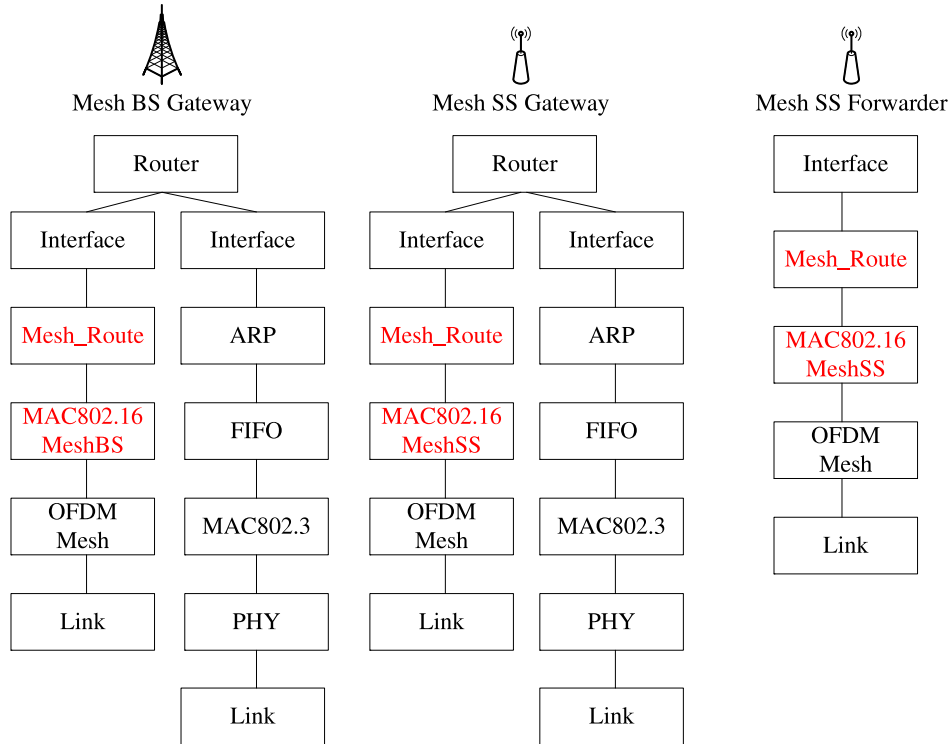 Mesh BS Gateway
Router
Interface
Interface
Mesh_Route
ARP
MAC802.16
MeshBS
FIFO
OFDM
Mesh
MAC802.3
Link
PHY
Link
Mesh SS Gateway
Router
Interface
Interface
Mesh_Route
ARP
MAC802.16
MeshSS
FIFO
OFDM
Mesh
MAC802.3
Link
PHY
Link
Mesh SS Forwarder
Interface
Mesh_Route
MAC802.16
MeshSS
OFDM
Mesh
Link